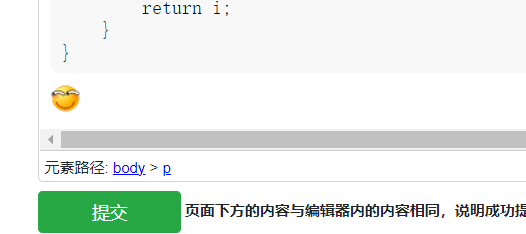 return i;
}
}
元素路径: body > p
提交
页面下方的内容与编辑器内的内容相同，说明成功提